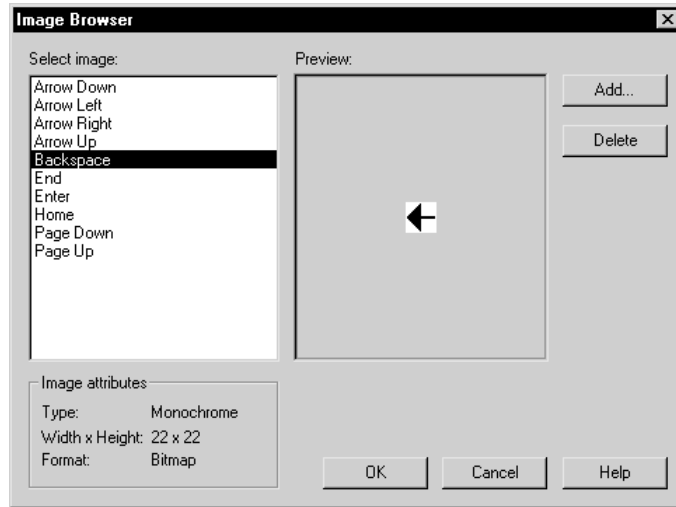 Image Browser
Select image:
Arrow Down
Arrow Left
Arrow Right
Arrow Up
Backspace
End
Enter
Home
Page Down
Page Up
Preview:
Add...
Delete
Image attributes
Type: Monochrome
Width x Height: 22 x 22
Format: Bitmap
OK Cancel Help